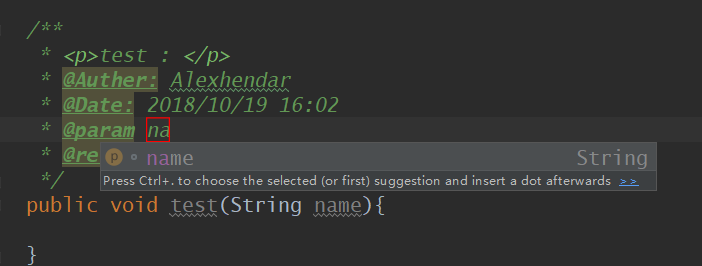 /**
* <p>test : </p>
* @Auther: Alexhendar
* @Date: 2018/10/19 16:02
* @param na
* @re
p name String
*/
Press Ctrl+. to choose the selected (or first) suggestion and insert a dot afterwards >>
public void test(String name){
}